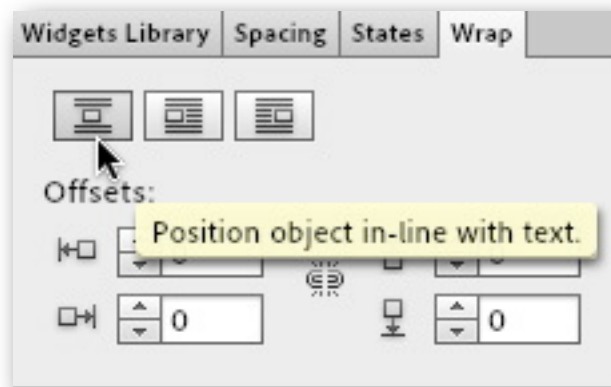 Widgets Library Spacing States Wrap
Offsets:
Position object in-line with text.
0 0